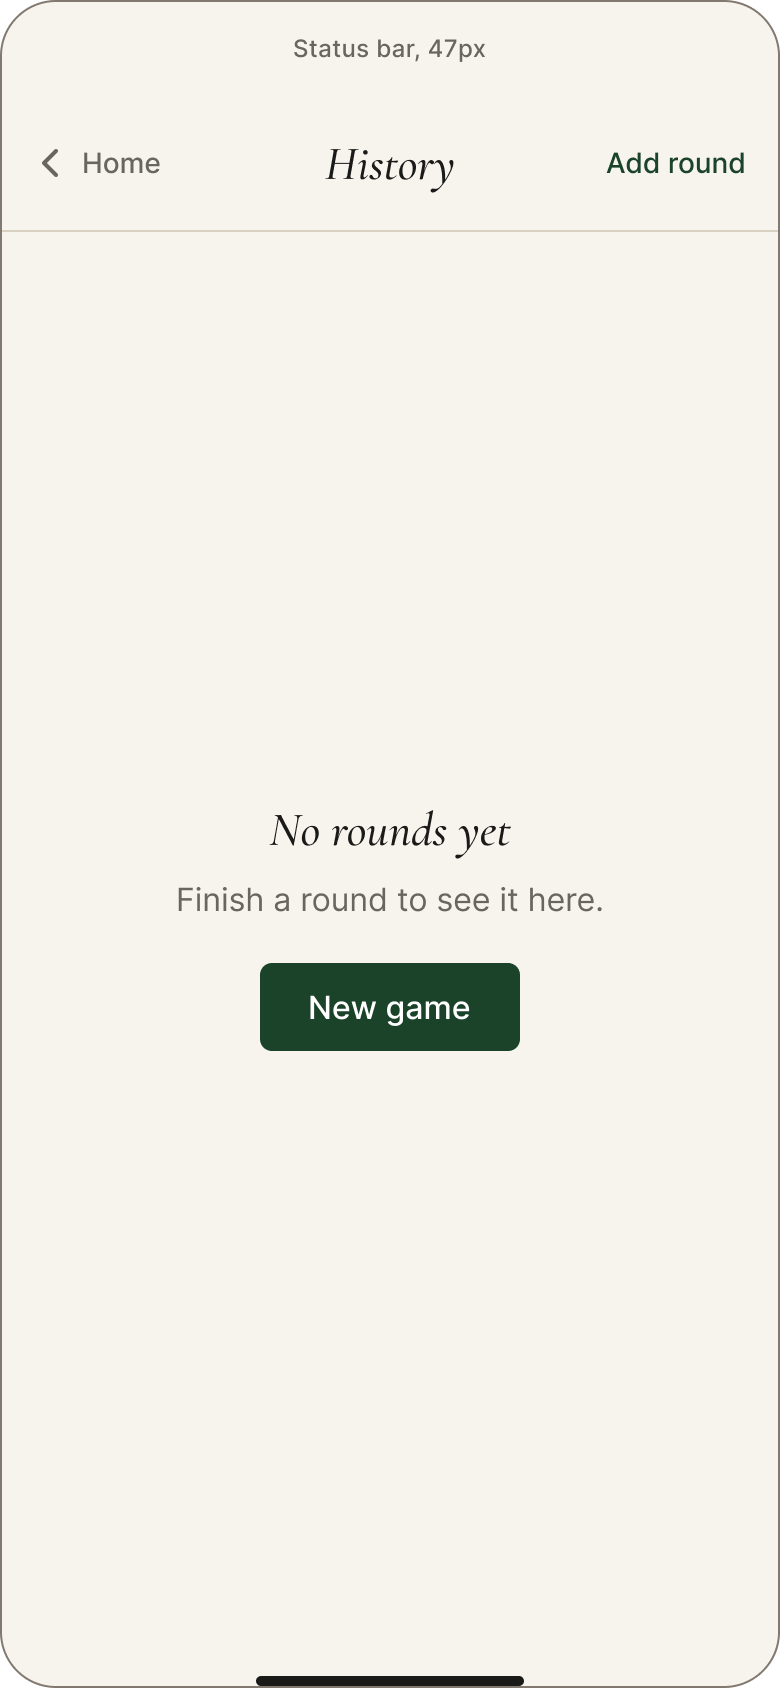 Status bar, 47px
Home History Add round
No rounds yet
Finish a round to see it here.
New game